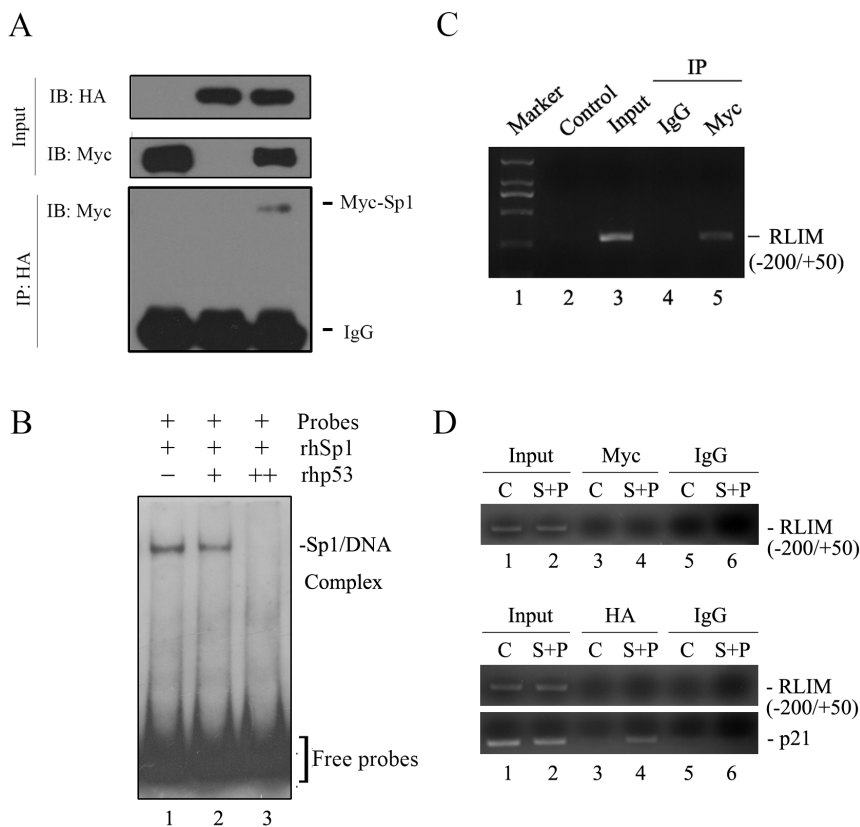 A
Input
IB: HA
IB: Myc
IP: HA
IB: Myc
- Myc-Sp1
- IgG
B
+ + + Probes
+ + + rhSp1
− + ++ rhp53
-Sp1/DNA
Complex
Free probes
1 2 3
C
IP
Marker Control Input IgG Myc
– RLIM
(-200/+50)
1 2 3 4 5
D
Input Myc IgG
C S+P C S+P C S+P
- RLIM
(-200/+50)
1 2 3 4 5 6
Input HA IgG
C S+P C S+P C S+P
- RLIM
(-200/+50)
- p21
1 2 3 4 5 6